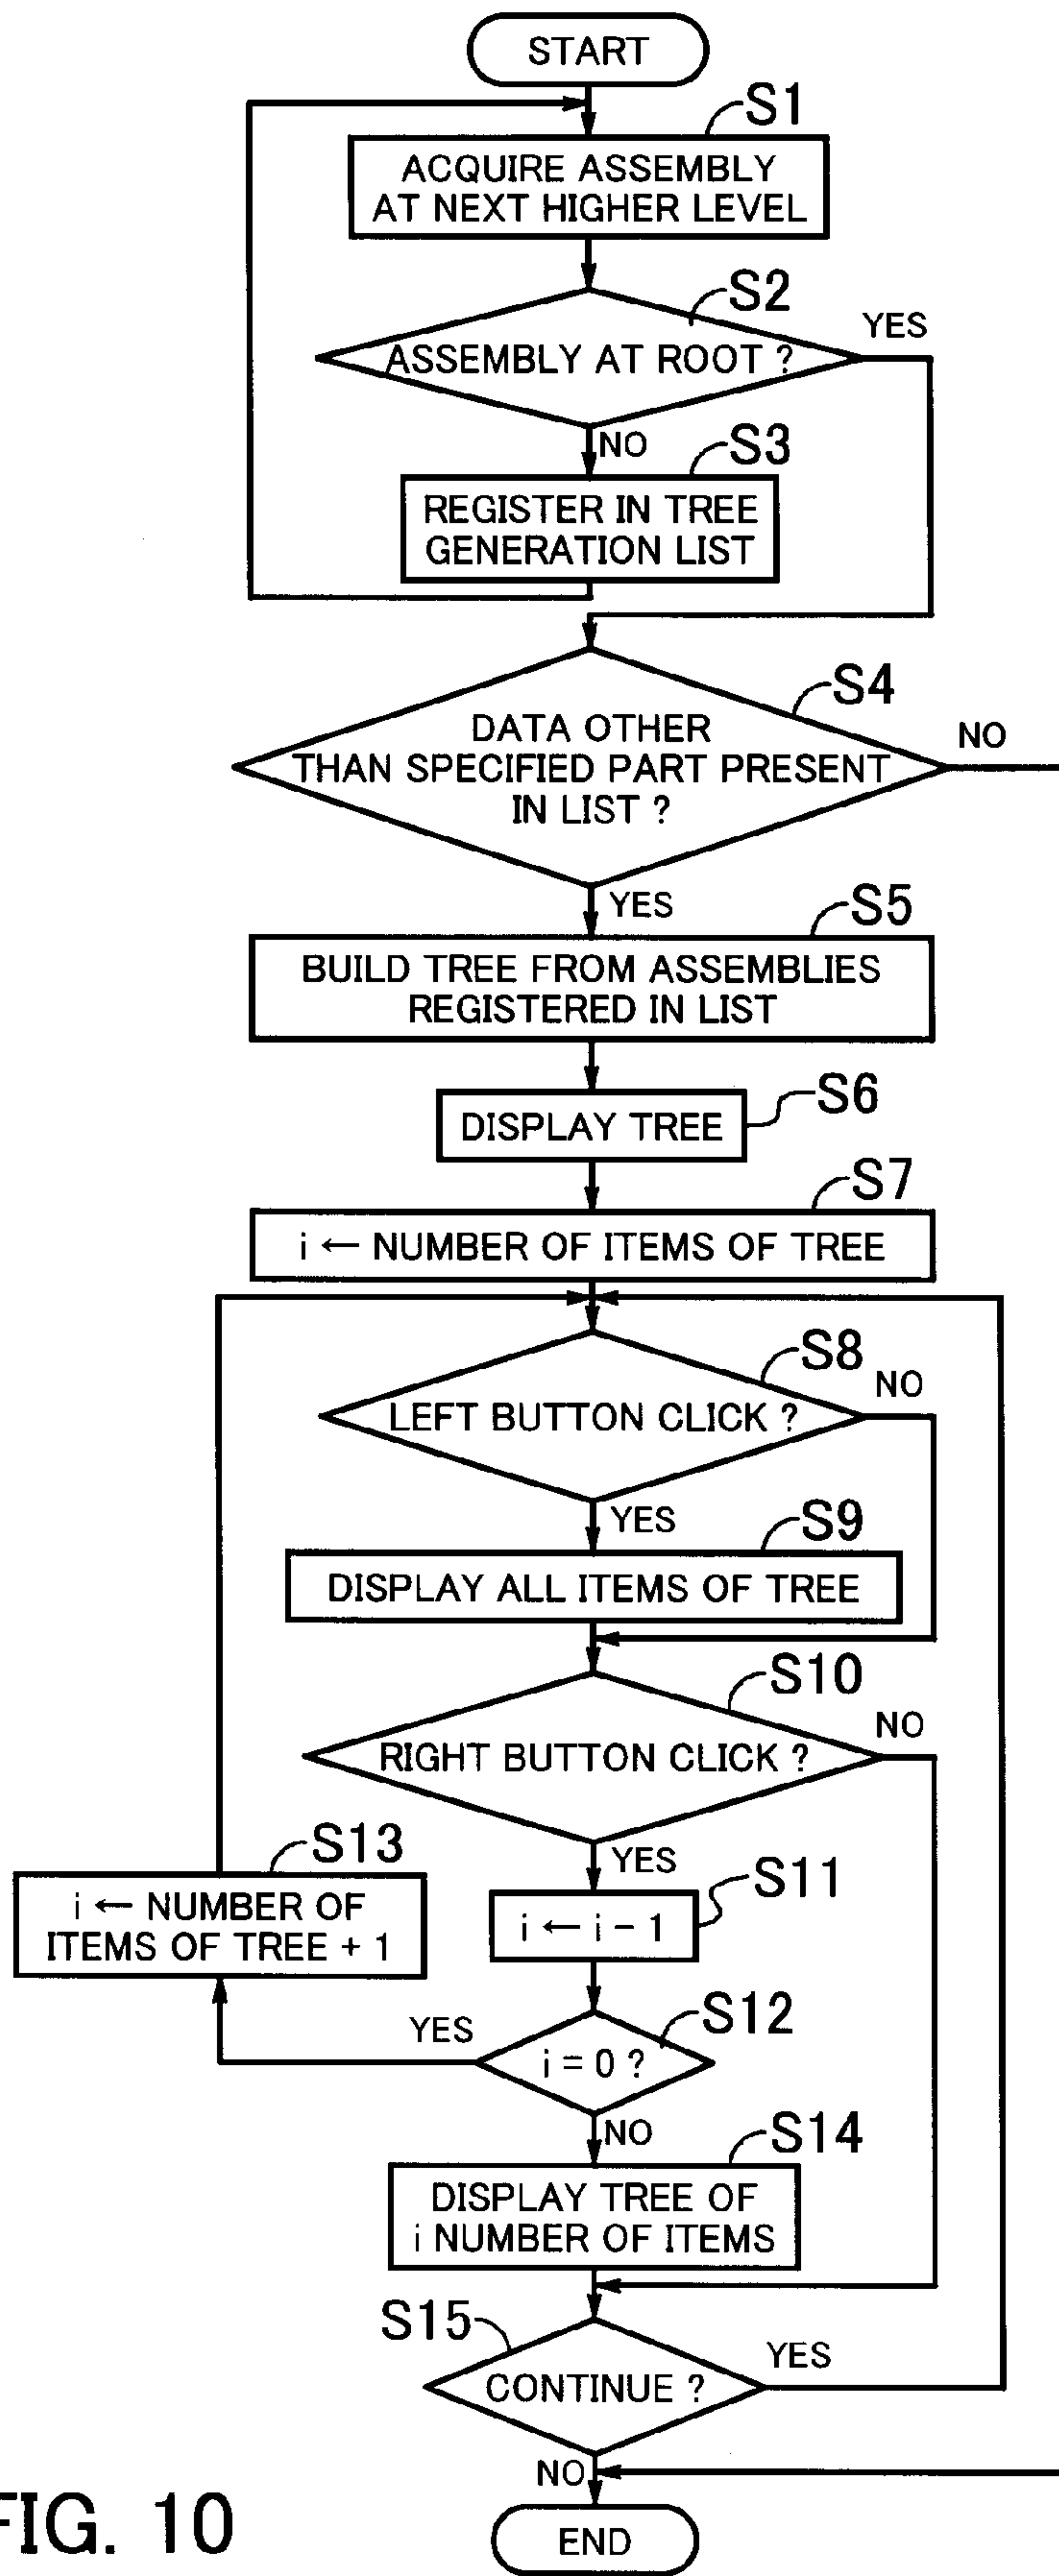 START
S1
ACQUIRE ASSEMBLY
AT NEXT HIGHER LEVEL
S2
YES
ASSEMBLY AT ROOT ?
NO
S3
REGISTER IN TREE
GENERATION LIST
S4
NO
DATA OTHER
THAN SPECIFIED PART PRESENT
IN LIST ?
YES
S5
BUILD TREE FROM ASSEMBLIES
REGISTERED IN LIST
S6
DISPLAY TREE
S7
i ← NUMBER OF ITEMS OF TREE
S8
NO
LEFT BUTTON CLICK ?
YES
S9
DISPLAY ALL ITEMS OF TREE
S10
NO
RIGHT BUTTON CLICK ?
YES
S13
i ← NUMBER OF
ITEMS OF TREE + 1
S11
i ← i − 1
S12
YES
i = 0 ?
NO
S14
DISPLAY TREE OF
i NUMBER OF ITEMS
S15
YES
CONTINUE ?
NO
FIG. 10
END